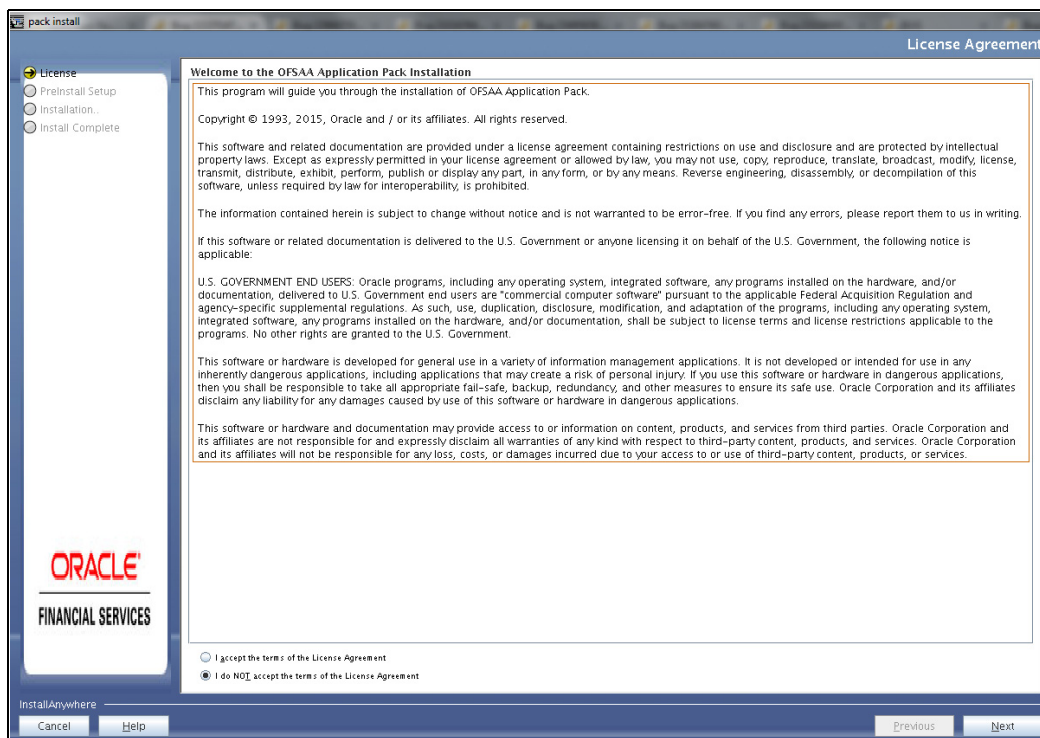 pack install
License Agreement
License
PreInstall Setup
Installation..
Install Complete
Welcome to the OFSAA Application Pack Installation
This program will guide you through the installation of OFSAA Application Pack.
Copyright © 1993, 2015, Oracle and / or its affiliates. All rights reserved.
This software and related documentation are provided under a license agreement containing restrictions on use and disclosure and are protected by intellectual
property laws. Except as expressly permitted in your license agreement or allowed by law, you may not use, copy, reproduce, translate, broadcast, modify, license,
transmit, distribute, exhibit, perform, publish or display any part, in any form, or by any means. Reverse engineering, disassembly, or decompilation of this
software, unless required by law for interoperability, is prohibited.
The information contained herein is subject to change without notice and is not warranted to be error-free. If you find any errors, please report them to us in writing.
If this software or related documentation is delivered to the U.S. Government or anyone licensing it on behalf of the U.S. Government, the following notice is
applicable:
U.S. GOVERNMENT END USERS: Oracle programs, including any operating system, integrated software, any programs installed on the hardware, and/or
documentation, delivered to U.S. Government end users are "commercial computer software" pursuant to the applicable Federal Acquisition Regulation and
agency-specific supplemental regulations. As such, use, duplication, disclosure, modification, and adaptation of the programs, including any operating system,
integrated software, any programs installed on the hardware, and/or documentation, shall be subject to license terms and license restrictions applicable to the
programs. No other rights are granted to the U.S. Government.
This software or hardware is developed for general use in a variety of information management applications. It is not developed or intended for use in any
inherently dangerous applications, including applications that may create a risk of personal injury. If you use this software or hardware in dangerous applications,
then you shall be responsible to take all appropriate fail-safe, backup, redundancy, and other measures to ensure its safe use. Oracle Corporation and its affiliates
disclaim any liability for any damages caused by use of this software or hardware in dangerous applications.
This software or hardware and documentation may provide access to or information on content, products, and services from third parties. Oracle Corporation and
its affiliates are not responsible for and expressly disclaim all warranties of any kind with respect to third-party content, products, and services. Oracle Corporation
and its affiliates will not be responsible for any loss, costs, or damages incurred due to your access to or use of third-party content, products, or services.
ORACLE
FINANCIAL SERVICES
I accept the terms of the License Agreement
I do NOT accept the terms of the License Agreement
InstallAnywhere
Cancel
Help
Previous
Next